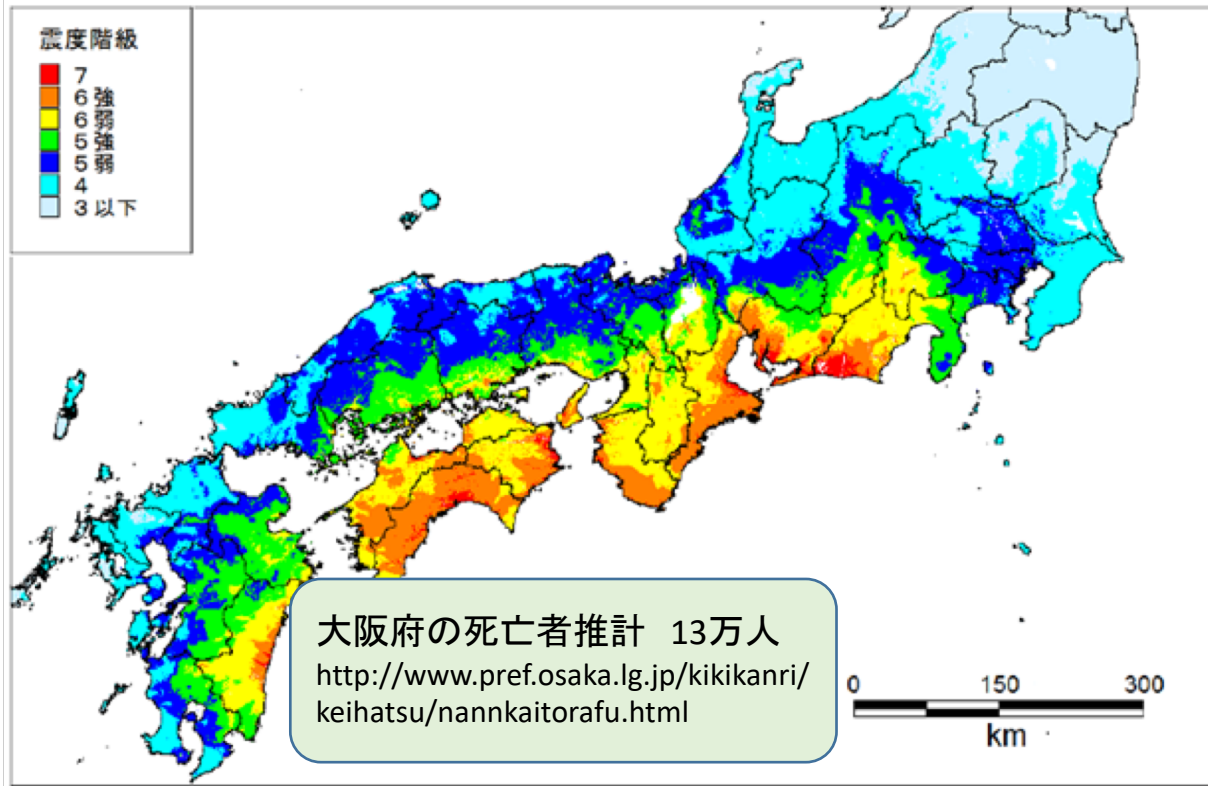 震度階級
7
6強
6弱
5強
5弱
4
3以下
大阪府の死亡者推計 13万人
http://www.pref.osaka.lg.jp/kikikanri/
keihatsu/nannkaitorafu.html
0 150 300
km